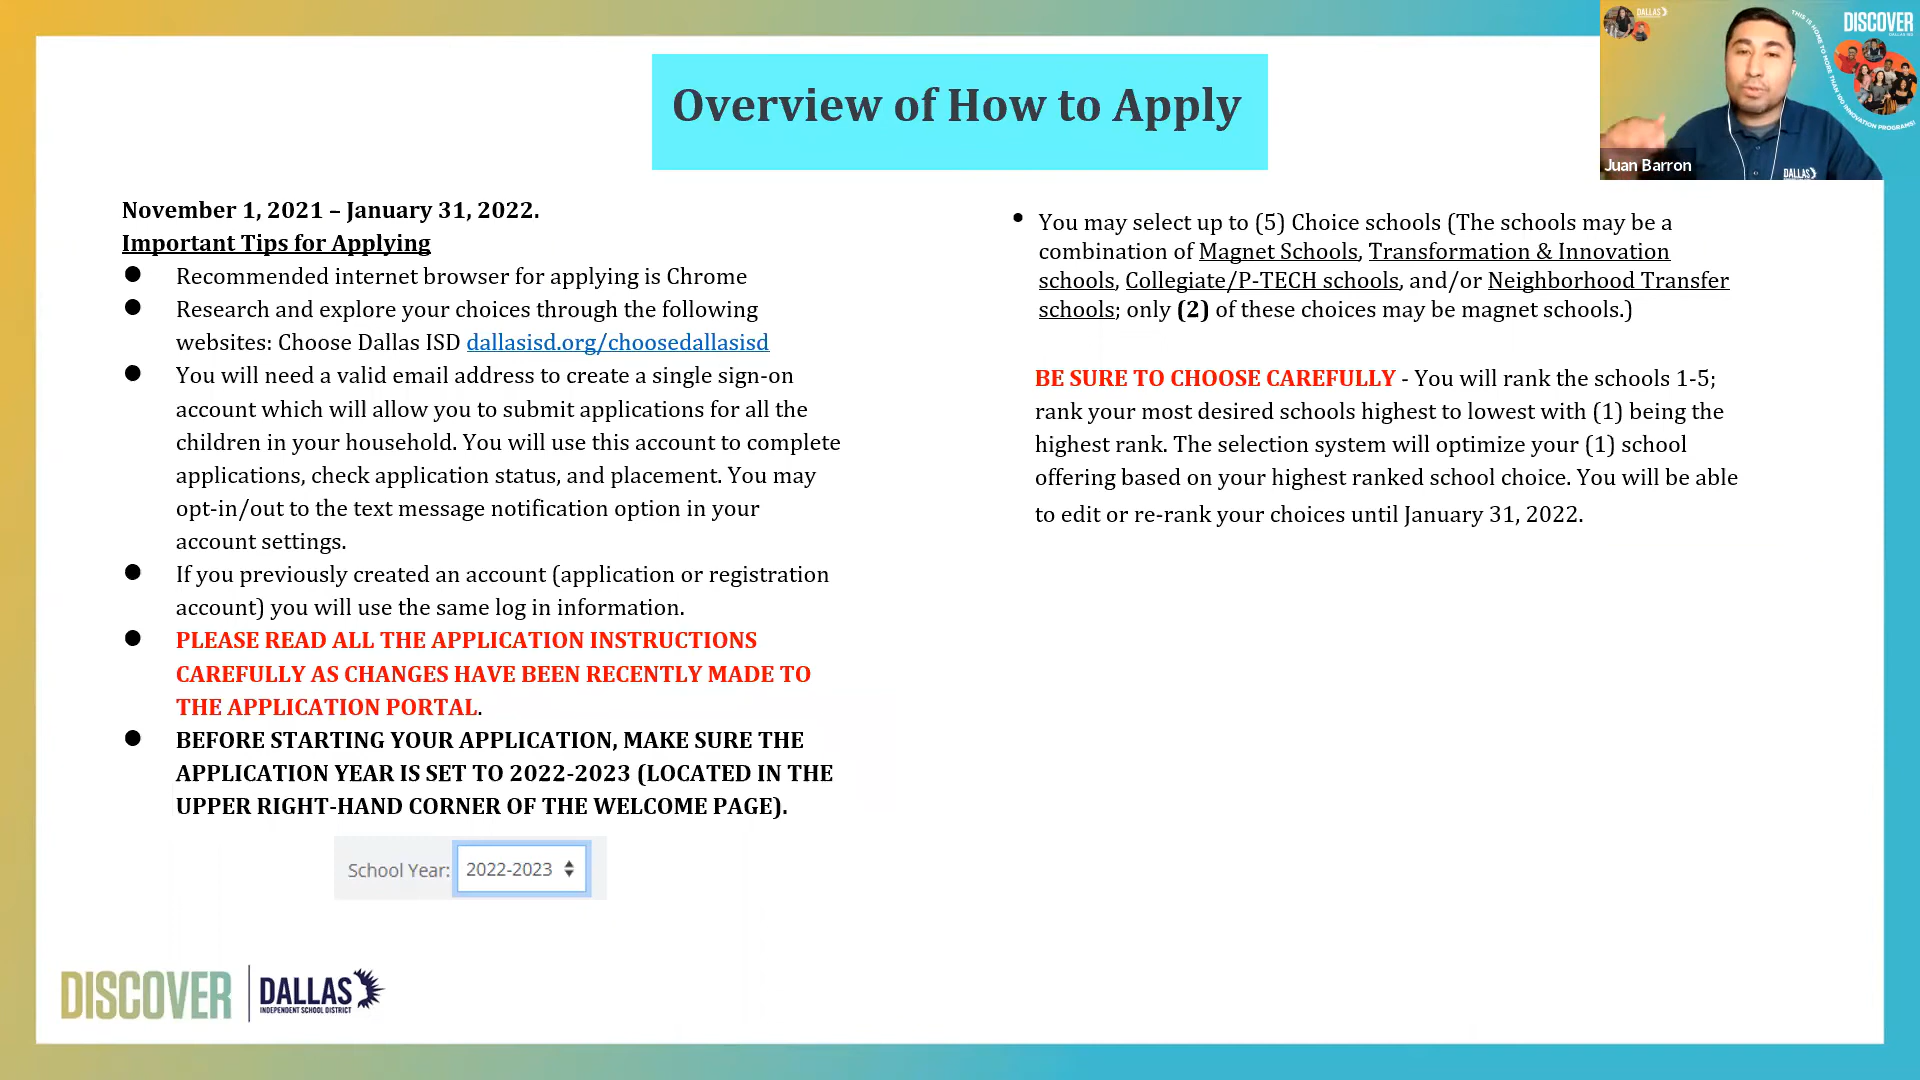 Overview of How to Apply
DALLAS
DISCOVER
DALLAS ISD
THIS IS HOME TO MORE THAN 100 INNOVATION PROGRAMS!
DALLAS
Juan Barron
November 1, 2021 – January 31, 2022.
Important Tips for Applying
● Recommended internet browser for applying is Chrome
● Research and explore your choices through the following
websites: Choose Dallas ISD dallasisd.org/choosedallasisd
● You will need a valid email address to create a single sign-on
account which will allow you to submit applications for all the
children in your household. You will use this account to complete
applications, check application status, and placement. You may
opt-in/out to the text message notification option in your
account settings.
● If you previously created an account (application or registration
account) you will use the same log in information.
● PLEASE READ ALL THE APPLICATION INSTRUCTIONS
CAREFULLY AS CHANGES HAVE BEEN RECENTLY MADE TO
THE APPLICATION PORTAL.
● BEFORE STARTING YOUR APPLICATION, MAKE SURE THE
APPLICATION YEAR IS SET TO 2022-2023 (LOCATED IN THE
UPPER RIGHT-HAND CORNER OF THE WELCOME PAGE).
School Year: 2022-2023
• You may select up to (5) Choice schools (The schools may be a
combination of Magnet Schools, Transformation & Innovation
schools, Collegiate/P-TECH schools, and/or Neighborhood Transfer
schools; only (2) of these choices may be magnet schools.)
BE SURE TO CHOOSE CAREFULLY - You will rank the schools 1-5;
rank your most desired schools highest to lowest with (1) being the
highest rank. The selection system will optimize your (1) school
offering based on your highest ranked school choice. You will be able
to edit or re-rank your choices until January 31, 2022.
DISCOVER
DALLAS
INDEPENDENT SCHOOL DISTRICT